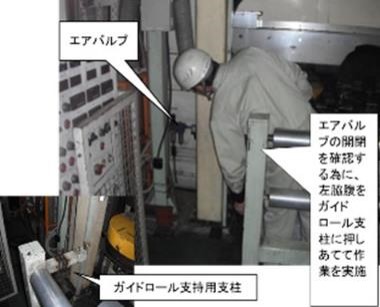 エアバルブ
エアバル
ブの開閉
を確認す
る為に、
左脇腹を
ガイド
ロール支
柱に押し
あてて作
業を実施
ガイドロール支持用支柱